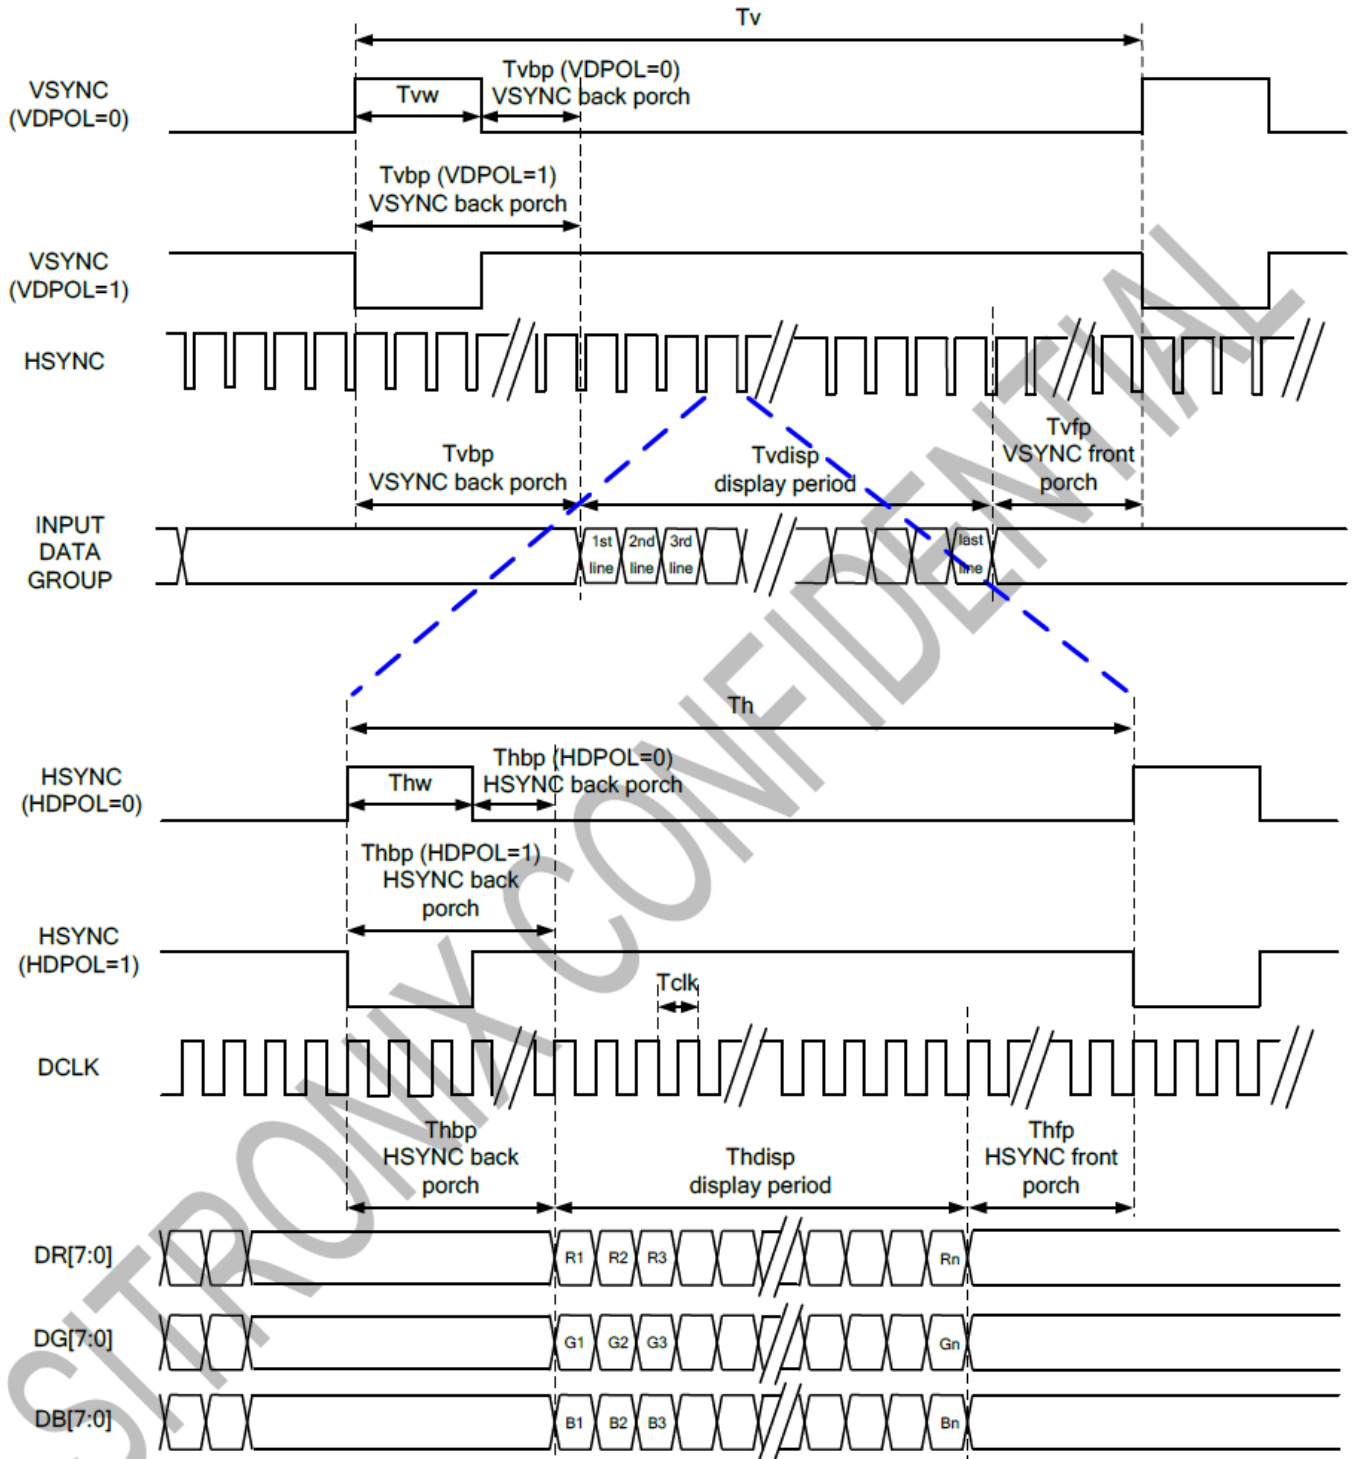 Tv
VSYNC
(VDPOL=0)
Tvw
Tvbp (VDPOL=0)
VSYNC back porch
Tvbp (VDPOL=1)
VSYNC back porch
VSYNC
(VDPOL=1)
HSYNC
Tvbp
VSYNC back porch
Tvdisp
display period
Tvfp
VSYNC front
porch
INPUT
DATA
GROUP
1st
line
2nd
line
3rd
line
last
line
Th
HSYNC
(HDPOL=0)
Thw
Thbp (HDPOL=0)
HSYNC back porch
Thbp (HDPOL=1)
HSYNC back
porch
HSYNC
(HDPOL=1)
Tclk
DCLK
Thbp
HSYNC back
porch
Thdisp
display period
Thfp
HSYNC front
porch
DR[7:0]
R1 R2 R3 Rn
DG[7:0]
G1 G2 G3 Gn
DB[7:0]
B1 B2 B3 Bn
SITRONIX CONFIDENTIAL